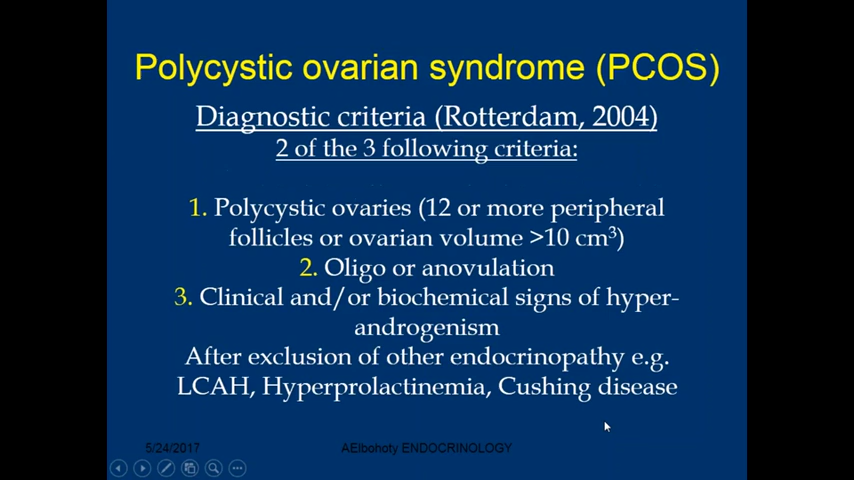 Polycystic ovarian syndrome (PCOS)
Diagnostic criteria (Rotterdam, 2004)
2 of the 3 following criteria:
1. Polycystic ovaries (12 or more peripheral
follicles or ovarian volume >10 cm³)
2. Oligo or anovulation
3. Clinical and/or biochemical signs of hyper-
androgenism
After exclusion of other endocrinopathy e.g.
LCAH, Hyperprolactinemia, Cushing disease
5/24/2017 AElbohoty ENDOCRINOLOGY